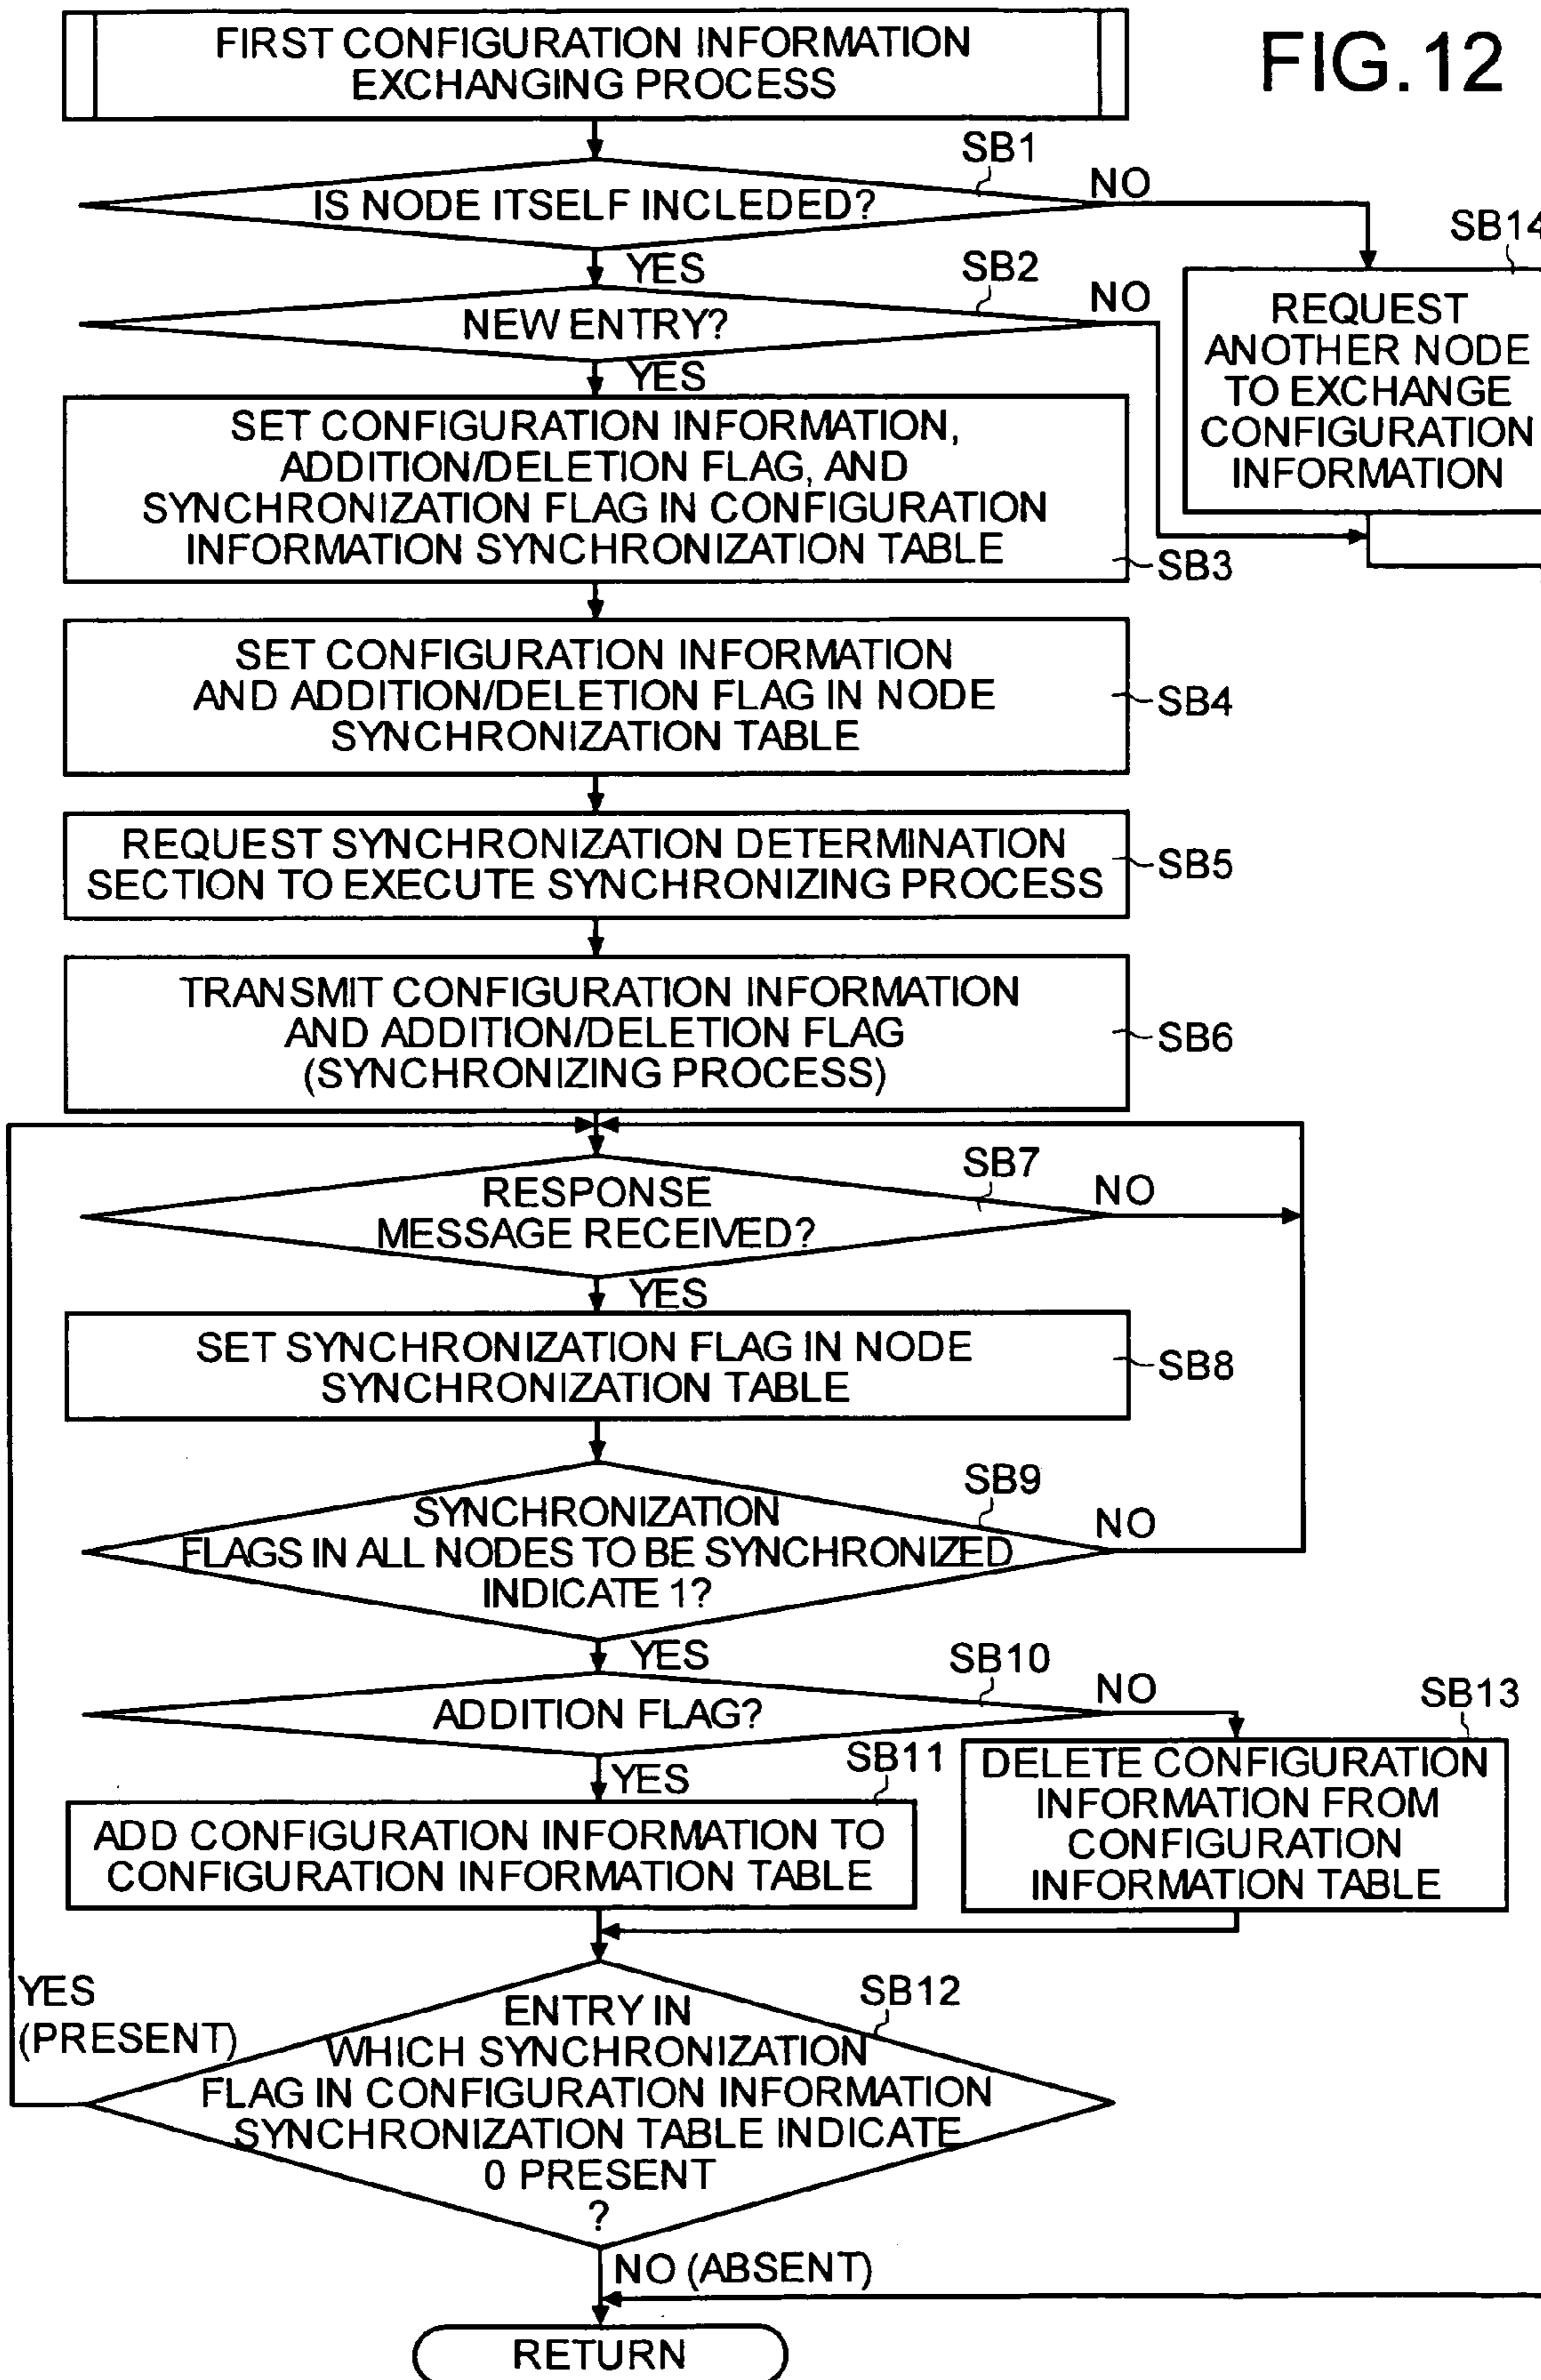 FIG.12
FIRST CONFIGURATION INFORMATION
EXCHANGING PROCESS
SB1
IS NODE ITSELF INCLEDED?
NO
YES
SB14
REQUEST
ANOTHER NODE
TO EXCHANGE
CONFIGURATION
INFORMATION
SB2
NEW ENTRY?
NO
YES
SET CONFIGURATION INFORMATION,
ADDITION/DELETION FLAG, AND
SYNCHRONIZATION FLAG IN CONFIGURATION
INFORMATION SYNCHRONIZATION TABLE
SB3
SET CONFIGURATION INFORMATION
AND ADDITION/DELETION FLAG IN NODE
SYNCHRONIZATION TABLE
SB4
REQUEST SYNCHRONIZATION DETERMINATION
SECTION TO EXECUTE SYNCHRONIZING PROCESS
SB5
TRANSMIT CONFIGURATION INFORMATION
AND ADDITION/DELETION FLAG
(SYNCHRONIZING PROCESS)
SB6
SB7
RESPONSE
MESSAGE RECEIVED?
NO
YES
SET SYNCHRONIZATION FLAG IN NODE
SYNCHRONIZATION TABLE
SB8
SB9
SYNCHRONIZATION
FLAGS IN ALL NODES TO BE SYNCHRONIZED
INDICATE 1?
NO
YES
SB10
ADDITION FLAG?
NO
YES
SB11
ADD CONFIGURATION INFORMATION TO
CONFIGURATION INFORMATION TABLE
SB13
DELETE CONFIGURATION
INFORMATION FROM
CONFIGURATION
INFORMATION TABLE
YES
(PRESENT)
SB12
ENTRY IN
WHICH SYNCHRONIZATION
FLAG IN CONFIGURATION INFORMATION
SYNCHRONIZATION TABLE INDICATE
0 PRESENT
?
NO (ABSENT)
RETURN